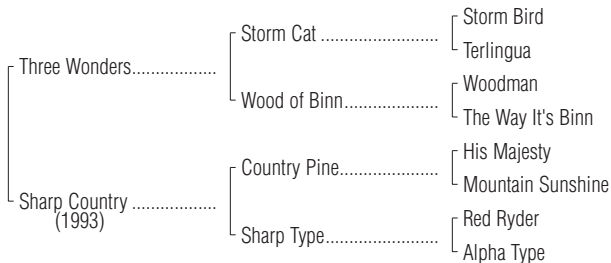 Three Wonders..................
Storm Cat ..........................
Storm Bird
Terlingua
Wood of Binn....................
Woodman
The Way It's Binn
Sharp Country ..................
(1993)
Country Pine.....................
His Majesty
Mountain Sunshine
Sharp Type........................
Red Ryder
Alpha Type